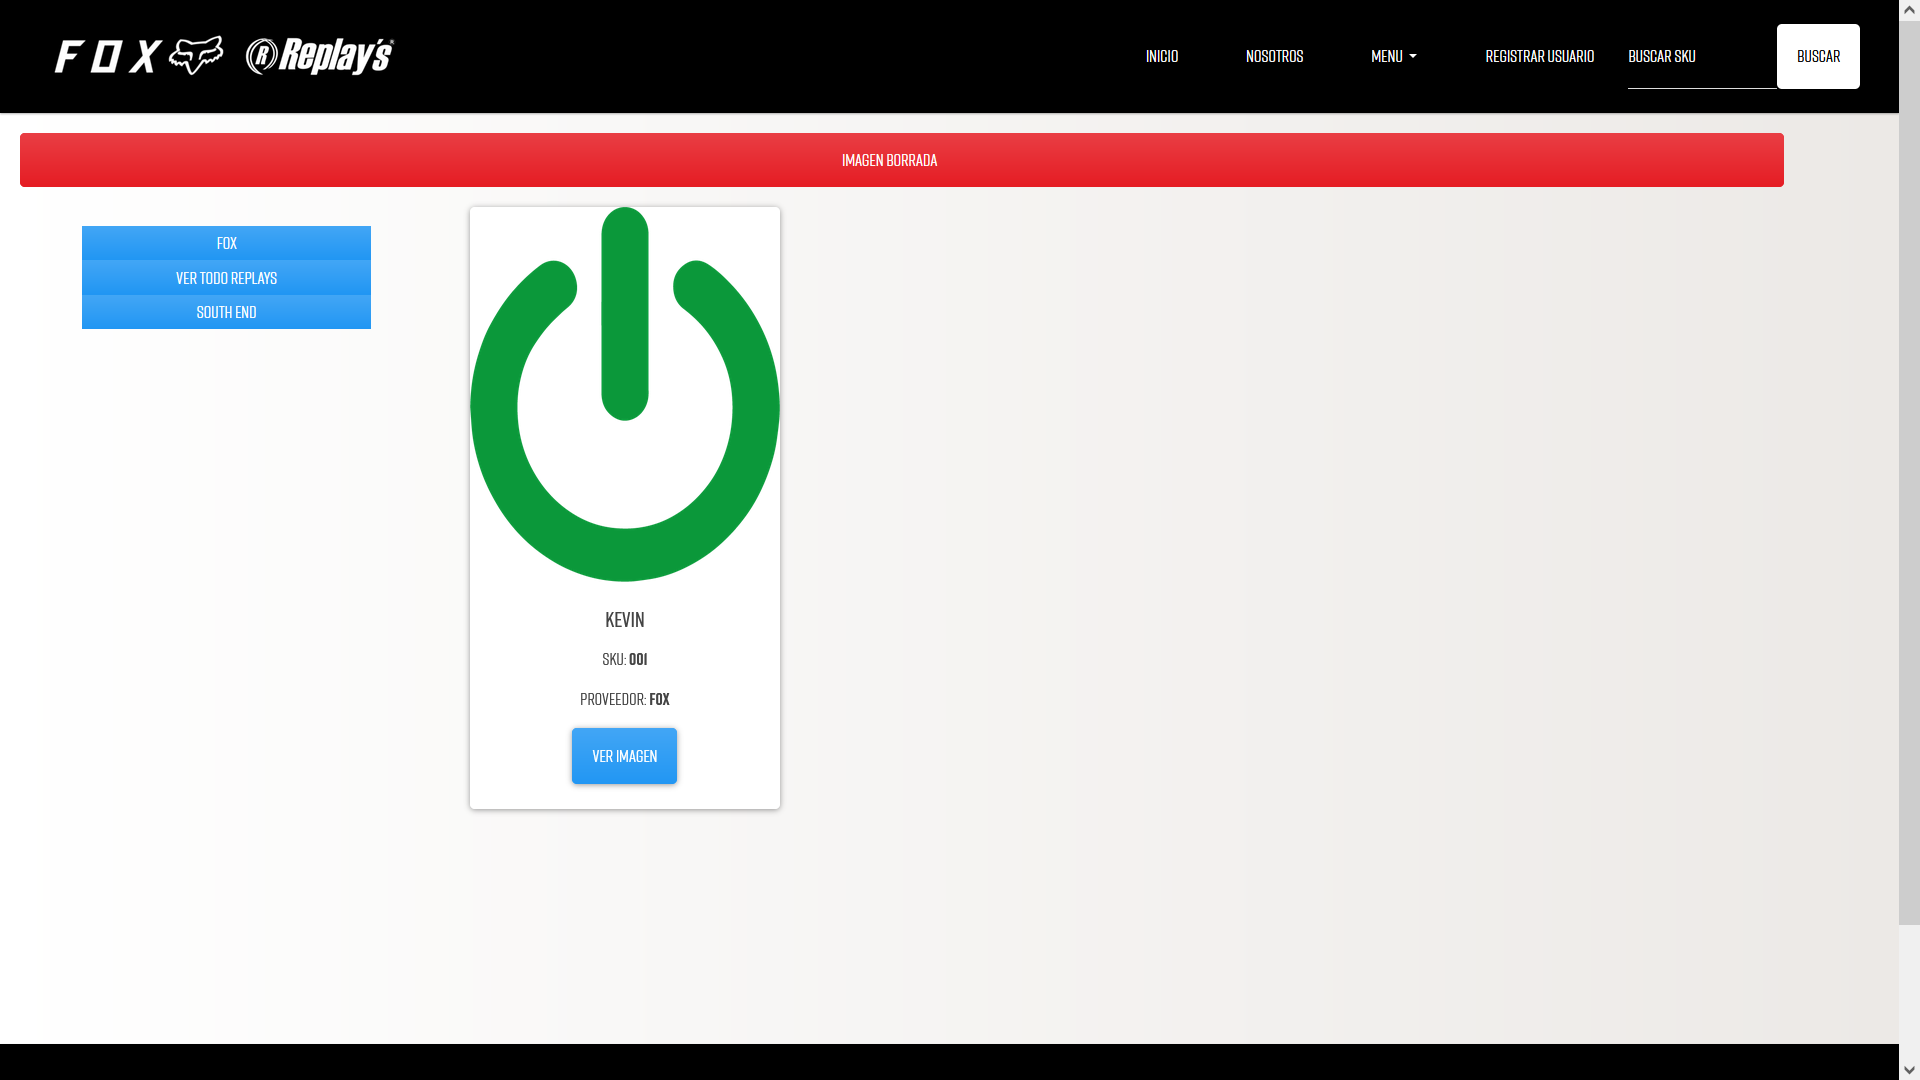 FOX R Replay's®
INICIO NOSOTROS MENU REGISTRAR USUARIO BUSCAR SKU BUSCAR
IMAGEN BORRADA
FOX
VER TODO REPLAYS
SOUTH END
KEVIN
SKU: 001
PROVEEDOR: FOX
VER IMAGEN